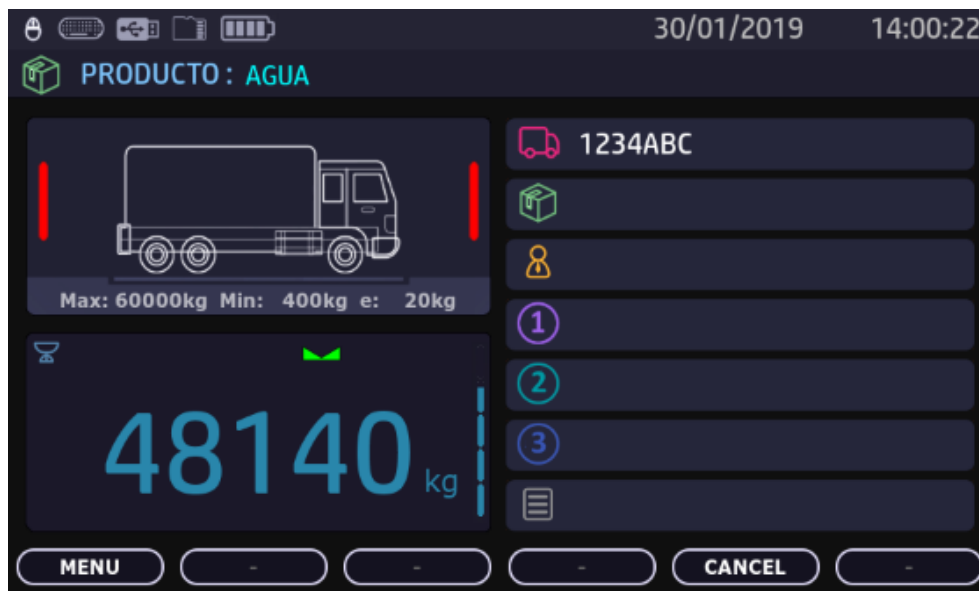 30/01/2019 14:00:22
PRODUCTO: AGUA
1234ABC
Max: 60000kg Min: 400kg e: 20kg
1
2
3
48140 kg
MENU - - - CANCEL -